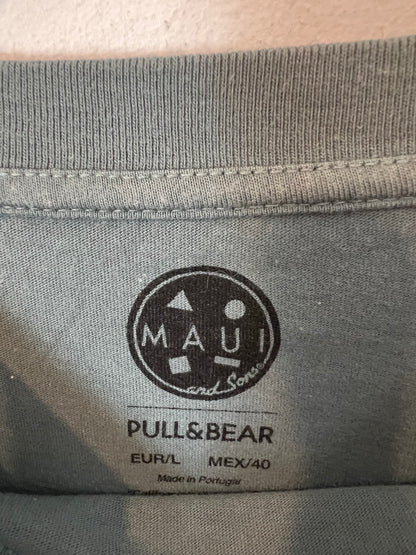 MAUI
and Sons
PULL&BEAR
EUR/L MEX/40
Made in Portugal